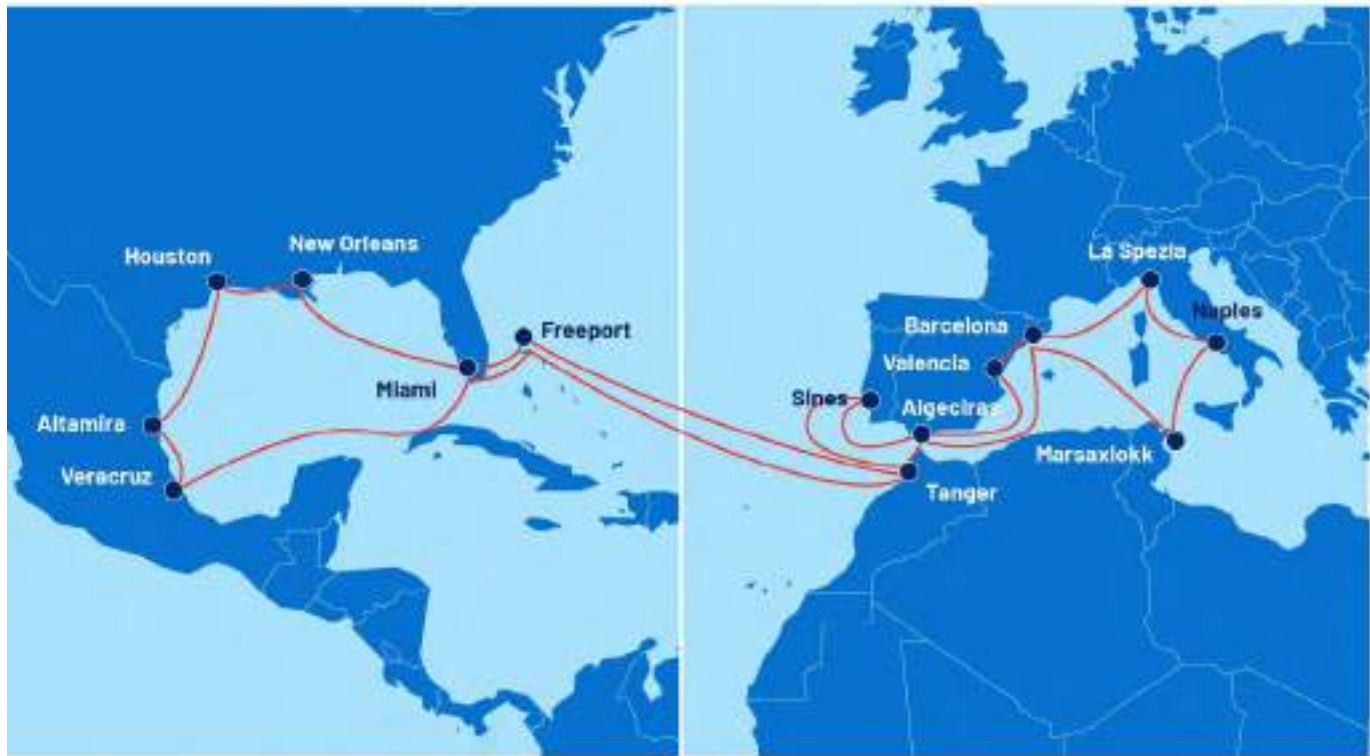 New Orleans
Houston
Freeport
Miami
Altamira
Veracruz
La Spezia
Naples
Barcelona
Valencia
Sines
Algeciras
Marsaxlokk
Tanger